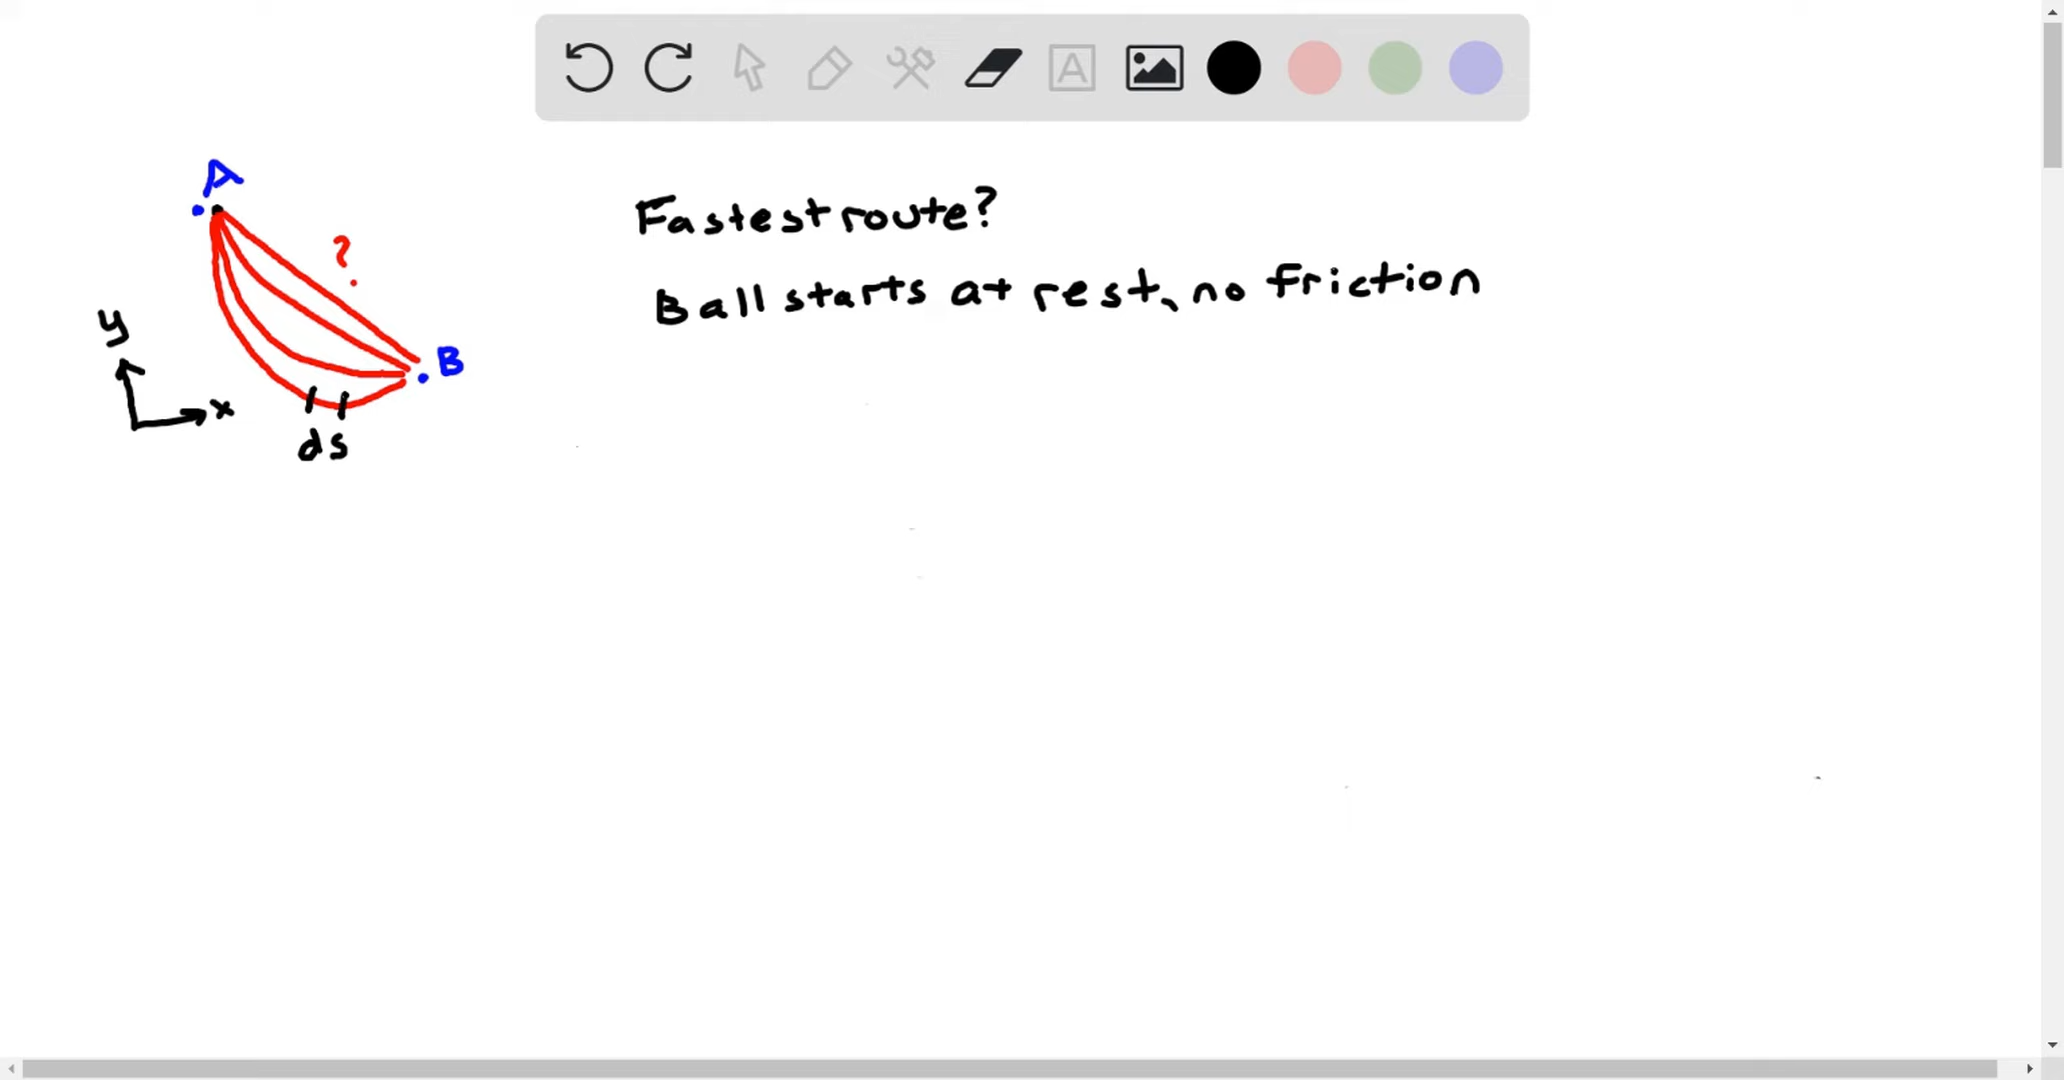 A
Fastest route?
?
Ball starts at rest, no friction
y
B
x
ds